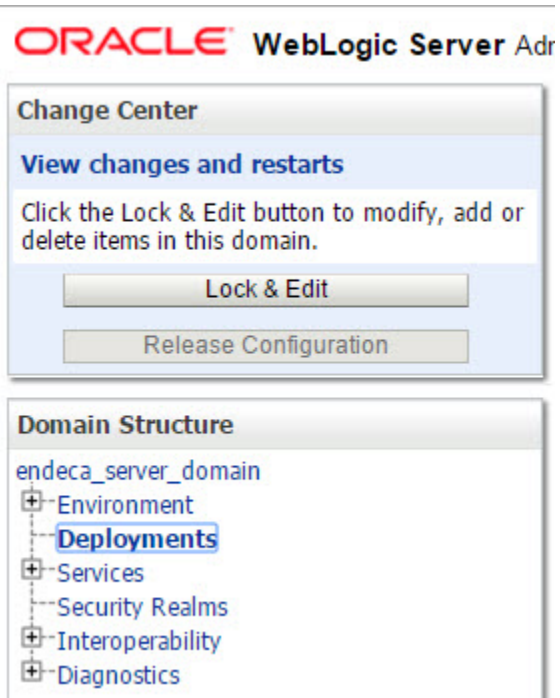 ORACLE WebLogic Server
Change Center
View changes and restarts
Click the Lock & Edit button to modify, add or
delete items in this domain.
Lock & Edit
Release Configuration
Domain Structure
endeca_server_domain
Environment
Deployments
Services
Security Realms
Interoperability
Diagnostics